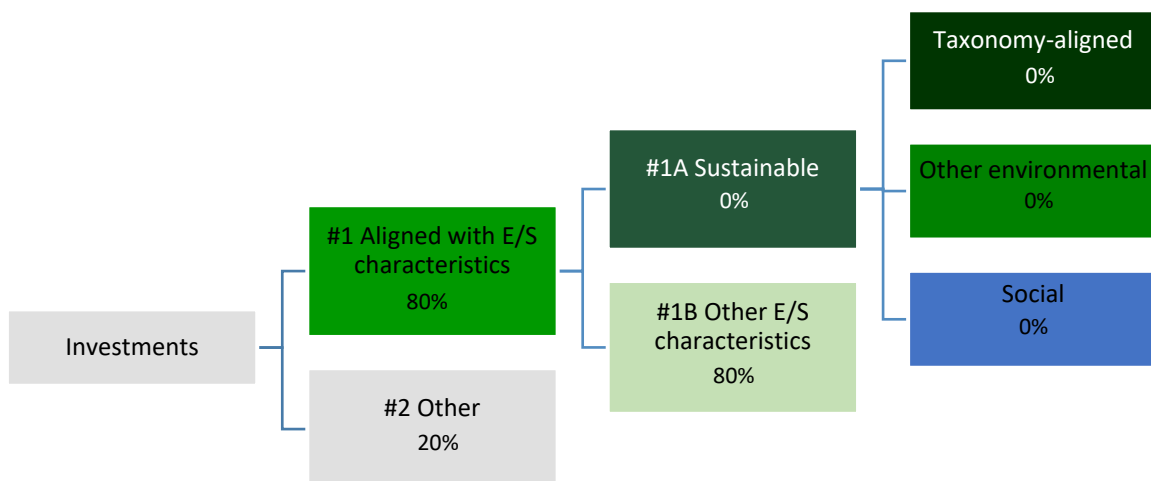 Investments
#1 Aligned with E/S
characteristics
80%
#2 Other
20%
#1A Sustainable
0%
#1B Other E/S
characteristics
80%
Taxonomy-aligned
0%
Other environmental
0%
Social
0%